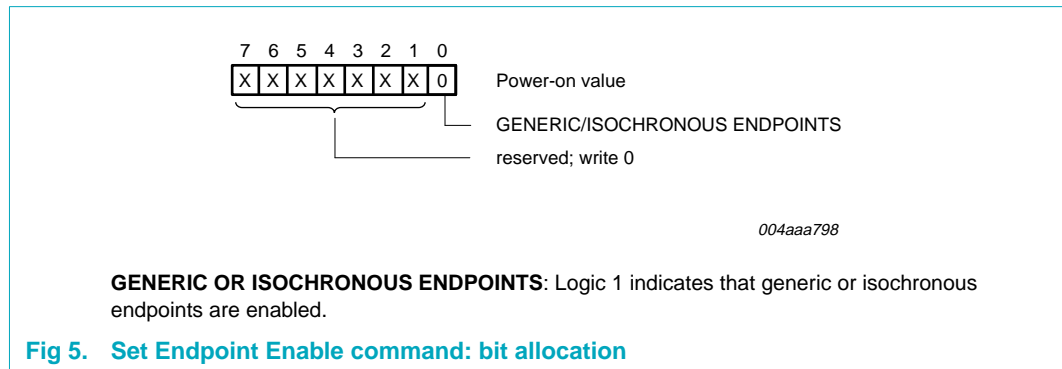 7 6 5 4 3 2 1 0
X X X X X X X 0 Power-on value
GENERIC/ISOCHRONOUS ENDPOINTS
reserved; write 0
004aaa798
GENERIC OR ISOCHRONOUS ENDPOINTS: Logic 1 indicates that generic or isochronous
endpoints are enabled.
Fig 5. Set Endpoint Enable command: bit allocation